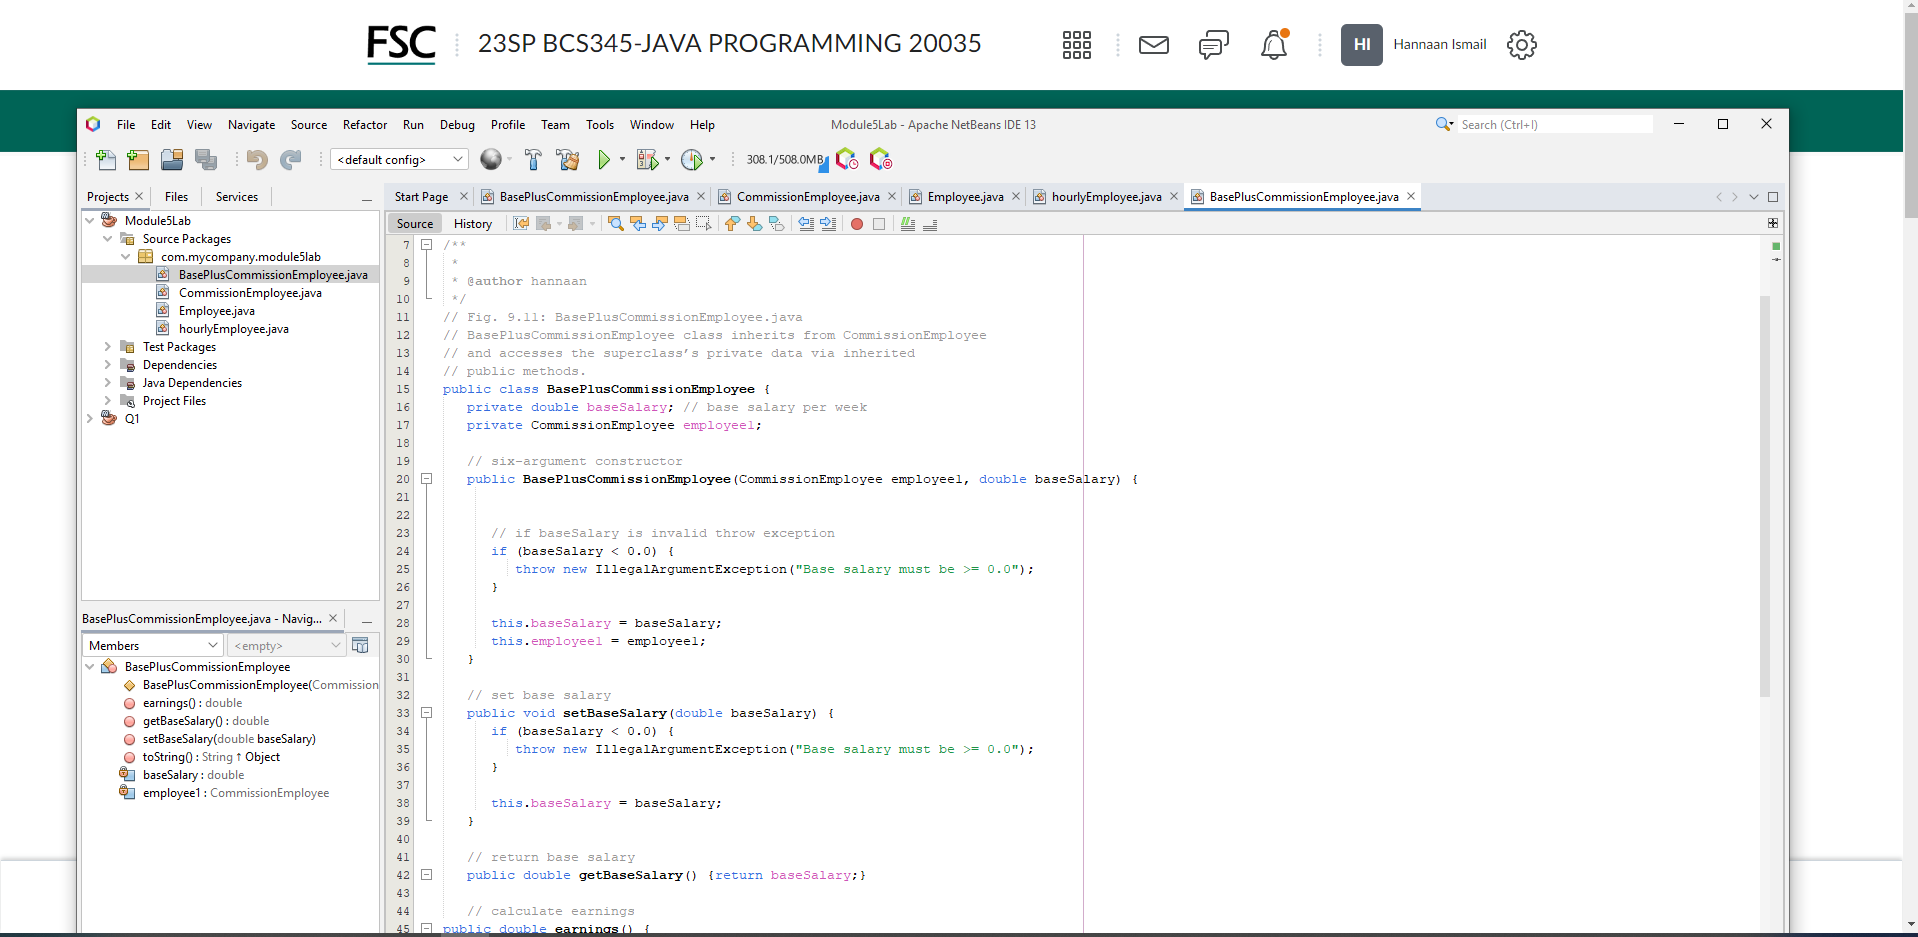 FSC 23SP BCS345-JAVA PROGRAMMING 20035 HI Hannaan Ismail
File Edit View Navigate Source Refactor Run Debug Profile Team Tools Window Help Module5Lab - Apache NetBeans IDE 13 Search (Ctrl+I)
<default config> 308.1/508.0MB
Projects Files Services
Start Page BasePlusCommissionEmployee.java CommissionEmployee.java Employee.java hourlyEmployee.java BasePlusCommissionEmployee.java
Source History
Module5Lab
Source Packages
com.mycompany.module5lab
BasePlusCommissionEmployee.java
CommissionEmployee.java
Employee.java
hourlyEmployee.java
Test Packages
Dependencies
Java Dependencies
Project Files
Q1
BasePlusCommissionEmployee.java - Navig...
Members <empty>
BasePlusCommissionEmployee
BasePlusCommissionEmployee(Commission
earnings() : double
getBaseSalary() : double
setBaseSalary(double baseSalary)
toString() : String ↑ Object
baseSalary : double
employee1 : CommissionEmployee
7 /**
8 *
9 * @author hannaan
10 */
11 // Fig. 9.11: BasePlusCommissionEmployee.java
12 // BasePlusCommissionEmployee class inherits from CommissionEmployee
13 // and accesses the superclass’s private data via inherited
14 // public methods.
15 public class BasePlusCommissionEmployee {
16 private double baseSalary; // base salary per week
17 private CommissionEmployee employee1;
18
19 // six-argument constructor
20 public BasePlusCommissionEmployee(CommissionEmployee employee1, double baseSalary) {
21
22
23 // if baseSalary is invalid throw exception
24 if (baseSalary < 0.0) {
25 throw new IllegalArgumentException("Base salary must be >= 0.0");
26 }
27
28 this.baseSalary = baseSalary;
29 this.employee1 = employee1;
30 }
31
32 // set base salary
33 public void setBaseSalary(double baseSalary) {
34 if (baseSalary < 0.0) {
35 throw new IllegalArgumentException("Base salary must be >= 0.0");
36 }
37
38 this.baseSalary = baseSalary;
39 }
40
41 // return base salary
42 public double getBaseSalary() {return baseSalary;}
43
44 // calculate earnings
45 public double earnings() {